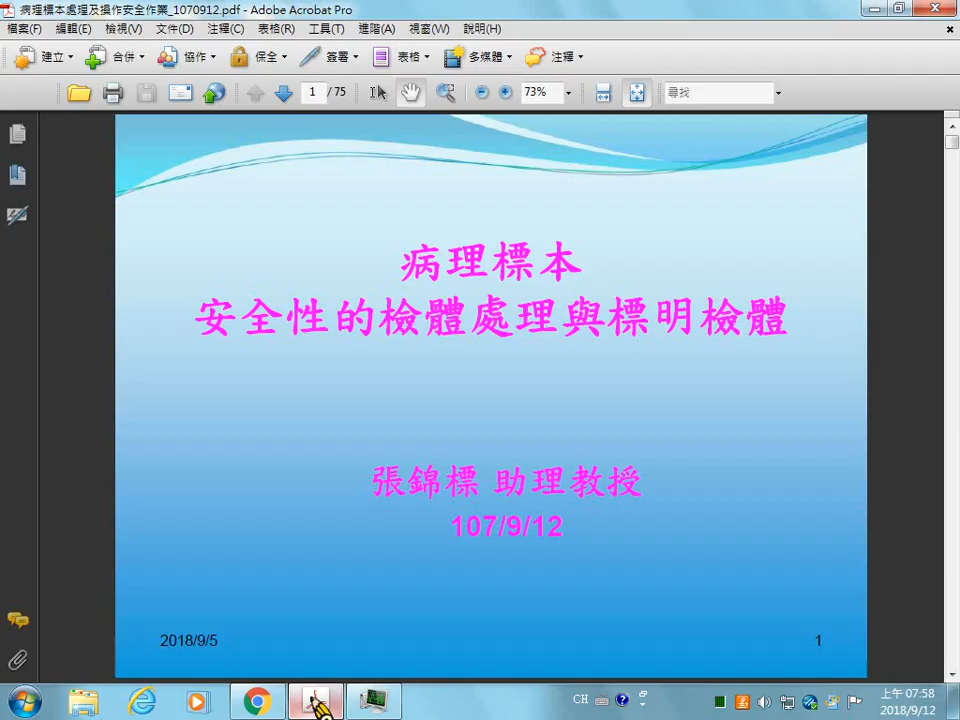 病理標本處理及操作安全作業_1070912.pdf - Adobe Acrobat Pro
檔案(F) 編輯(E) 檢視(V) 文件(D) 注釋(C) 表格(R) 工具(T) 進階(A) 視窗(W) 說明(H)
建立 合併 協作 保全 簽署 表格 多媒體 注釋
1 / 75 73% 尋找
病理標本
安全性的檢體處理與標明檢體
張錦標 助理教授
107/9/12
2018/9/5 1
CH 上午 07:58
2018/9/12